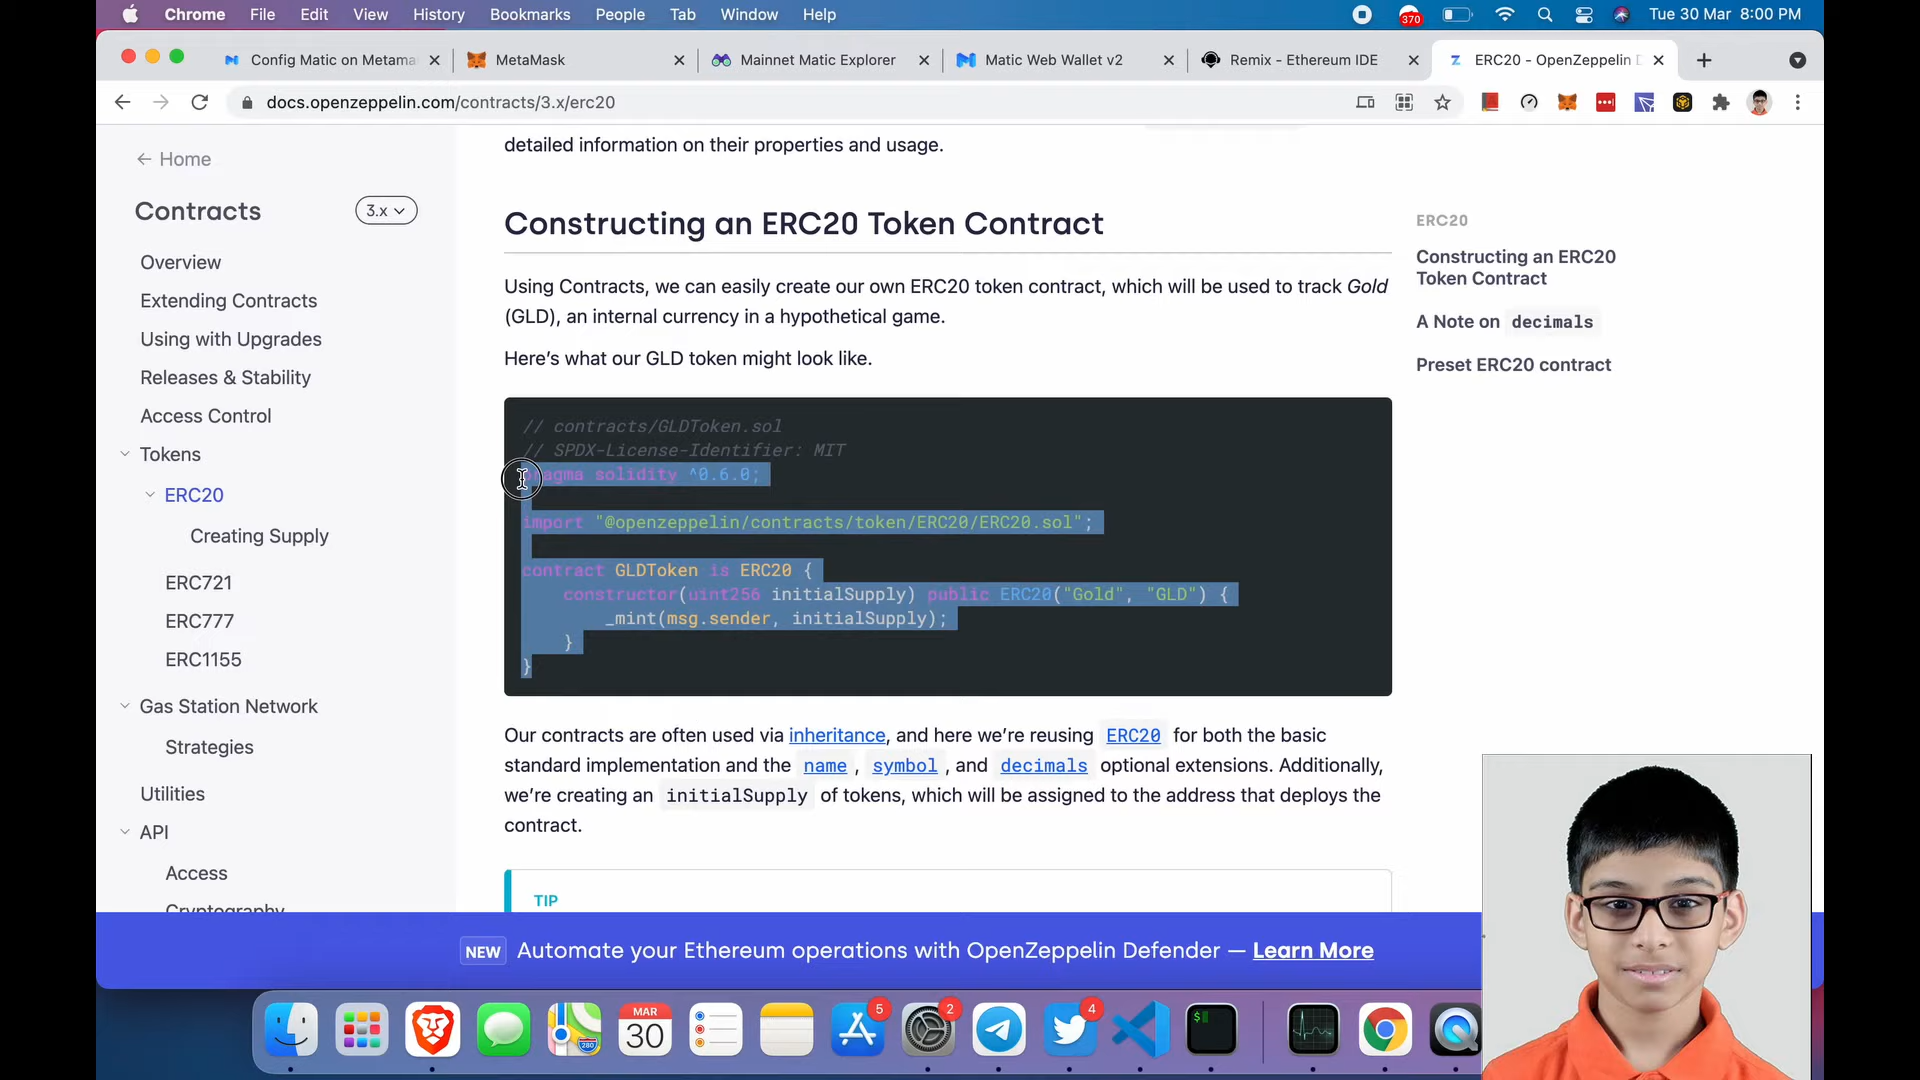 Chrome File Edit View History Bookmarks People Tab Window Help
370
Tue 30 Mar 8:00 PM
Config Matic on Metama
MetaMask
Mainnet Matic Explorer
Matic Web Wallet v2
Remix - Ethereum IDE
ERC20 - OpenZeppelin D
docs.openzeppelin.com/contracts/3.x/erc20
Home
Contracts
3.x
Overview
Extending Contracts
Using with Upgrades
Releases & Stability
Access Control
Tokens
ERC20
Creating Supply
ERC721
ERC777
ERC1155
Gas Station Network
Strategies
Utilities
API
Access
Cryptography
detailed information on their properties and usage.
Constructing an ERC20 Token Contract
Using Contracts, we can easily create our own ERC20 token contract, which will be used to track Gold
(GLD), an internal currency in a hypothetical game.
Here's what our GLD token might look like.
// contracts/GLDToken.sol
// SPDX-License-Identifier: MIT
pragma solidity ^0.6.0;
import "@openzeppelin/contracts/token/ERC20/ERC20.sol";
contract GLDToken is ERC20 {
constructor(uint256 initialSupply) public ERC20("Gold", "GLD") {
_mint(msg.sender, initialSupply);
}
}
Our contracts are often used via inheritance, and here we're reusing ERC20 for both the basic
standard implementation and the name , symbol , and decimals optional extensions. Additionally,
we're creating an initialSupply of tokens, which will be assigned to the address that deploys the
contract.
TIP
ERC20
Constructing an ERC20
Token Contract
A Note on decimals
Preset ERC20 contract
NEW Automate your Ethereum operations with OpenZeppelin Defender — Learn More
280
MAR
30
5
2
4
$